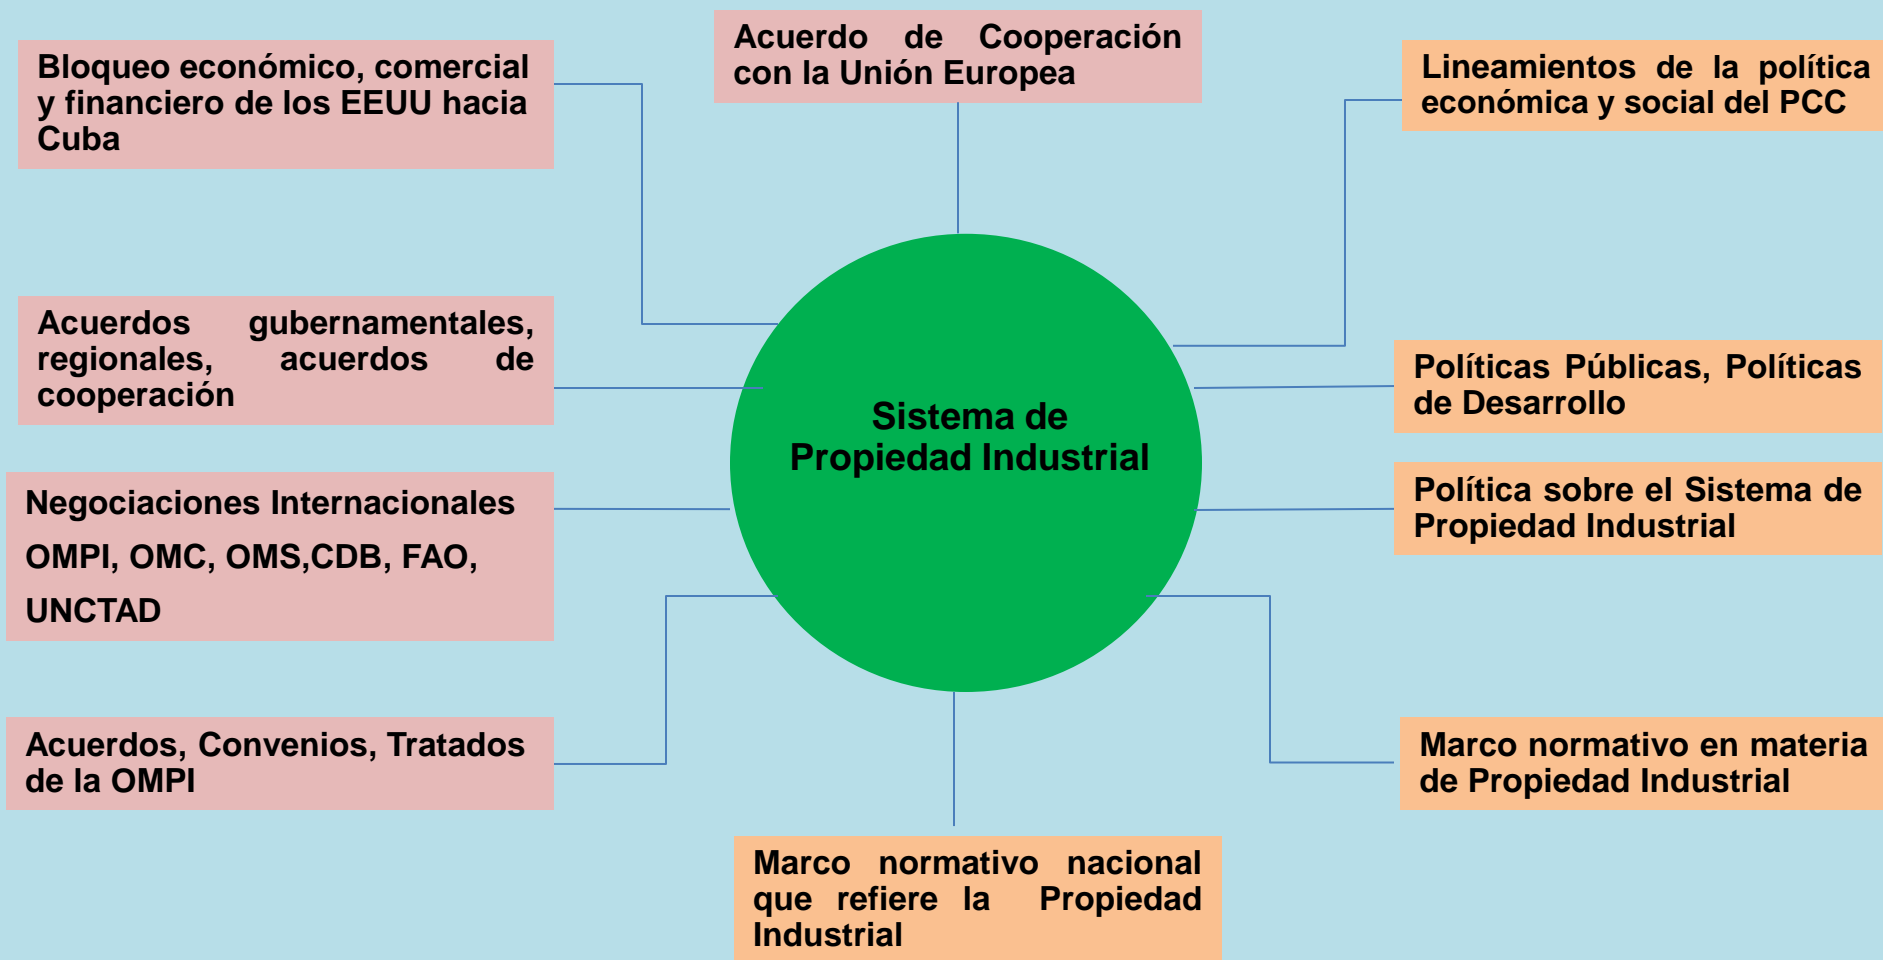 Bloqueo económico, comercial
y financiero de los EEUU hacia
Cuba
Acuerdo de Cooperación
con la Unión Europea
Lineamientos de la política
económica y social del PCC
Acuerdos gubernamentales,
regionales, acuerdos de
cooperación
Sistema de
Propiedad Industrial
Políticas Públicas, Políticas
de Desarrollo
Negociaciones Internacionales
OMPI, OMC, OMS,CDB, FAO,
UNCTAD
Política sobre el Sistema de
Propiedad Industrial
Acuerdos, Convenios, Tratados
de la OMPI
Marco normativo en materia
de Propiedad Industrial
Marco normativo nacional
que refiere la Propiedad
Industrial